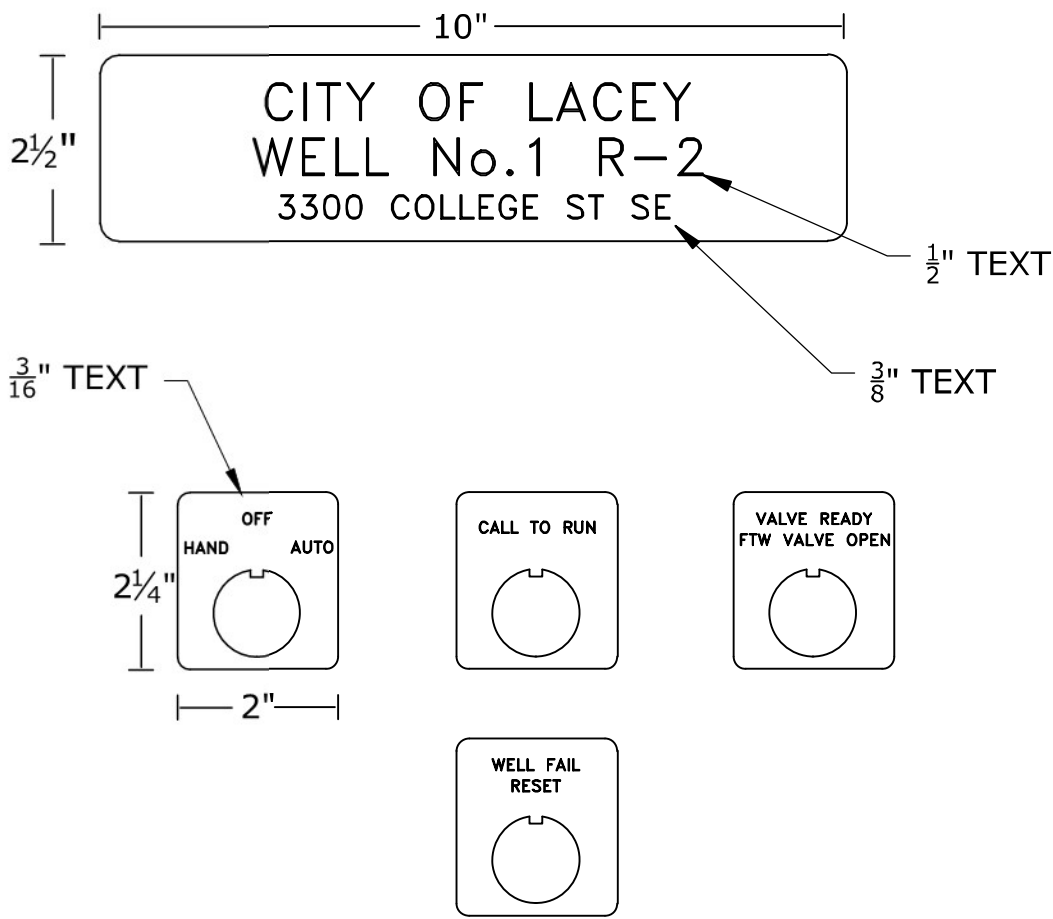 10"
2½"
CITY OF LACEY
WELL No.1 R-2
3300 COLLEGE ST SE
½" TEXT
⅜" TEXT
3/16" TEXT
OFF
HAND AUTO
2¼"
2"
CALL TO RUN
VALVE READY
FTW VALVE OPEN
WELL FAIL
RESET